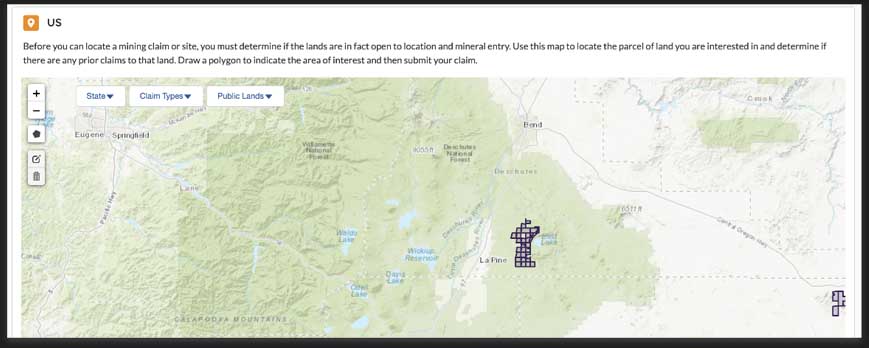 US
Before you can locate a mining claim or site, you must determine if the lands are in fact open to location and mineral entry. Use this map to locate the parcel of land you are interested in and determine if
there are any prior claims to that land. Draw a polygon to indicate the area of interest and then submit your claim.
+
State
Claim Types
Public Lands
−
Crook
Eugene
Springfield
Bend
Willamette
National
Forest
Deschutes
National
Forest
Deschutes
Lane
Pacific Hwy
Deschutes River
Central Oregon Hwy
Waldo
Lake
Lake
Wickiup
Reservoir
La Pine
Davis
Lake
Odell
Lake
CALAPOOYA MOUNTAINS